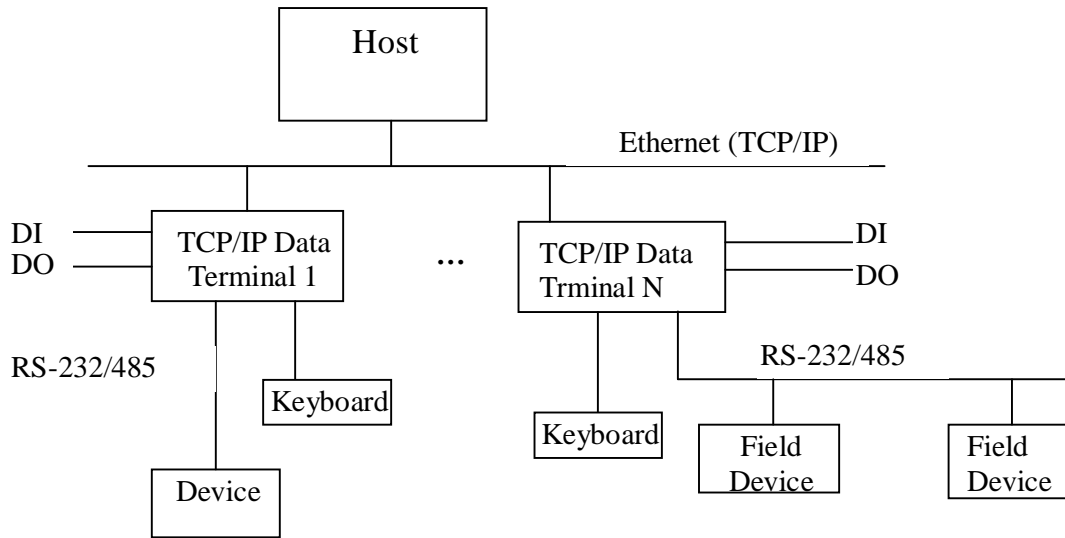 Host
Ethernet (TCP/IP)
DI
DO
TCP/IP Data
Terminal 1
...
TCP/IP Data
Trminal N
DI
DO
RS-232/485
Keyboard
Device
RS-232/485
Keyboard
Field
Device
Field
Device